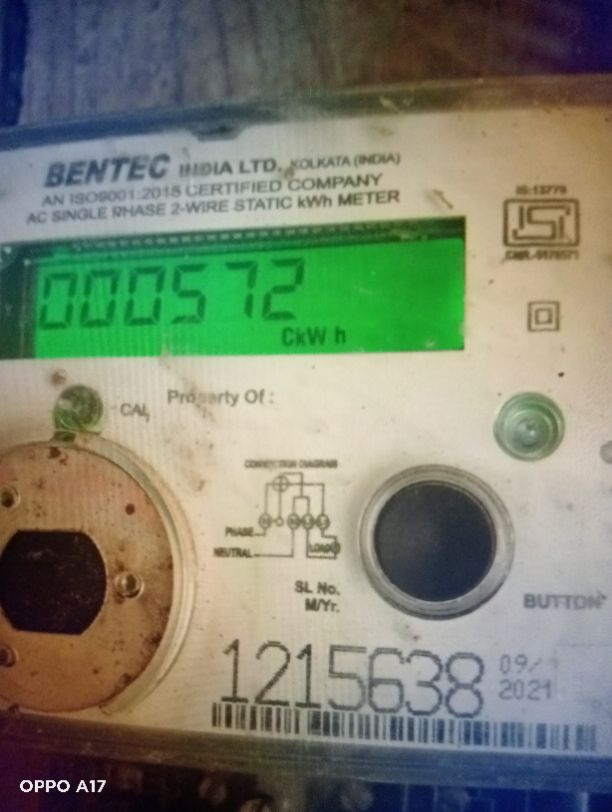 BENTEC INDIA LTD. KOLKATA (INDIA)
AN ISO9001:2015 CERTIFIED COMPANY
AC SINGLE PHASE 2-WIRE STATIC kWh METER
IS:13779
000572
CkWh
CAL
Property Of :
CONNECTION DIAGRAM
PHASE
NEUTRAL
LOAD
SL No.
M/Yr.
BUTTON
1215638
09/
2021
OPPO A17